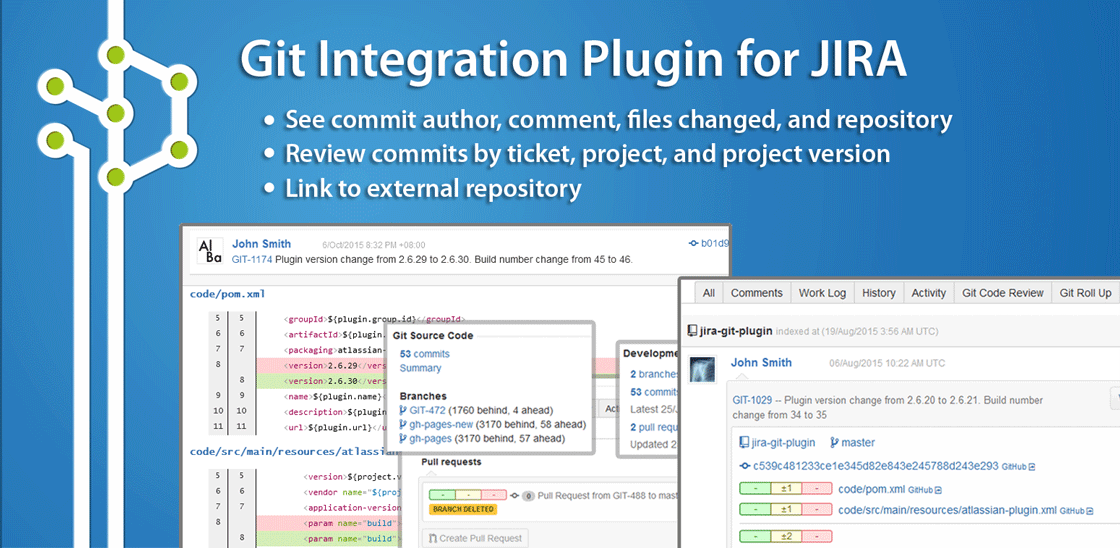 Git Integration Plugin for JIRA
See commit author, comment, files changed, and repository
Review commits by ticket, project, and project version
Link to external repository
Al
Ba
John Smith 6/Oct/2015 8:32 PM +08:00
b01d9
GIT-1174 Plugin version change from 2.6.29 to 2.6.30. Build number change from 45 to 46.
code/pom.xml
5 5 <groupId>${plugin.group.id}</groupId>
6 6 <artifactId>${plugin.
7 7 <packaging>atlassian-
8 <version>2.6.29</vers
8 <version>2.6.30</vers
9 9 <name>${plugin.name}<
10 10 <description>${plugin
11 11 <url>${plugin.url}</u
code/src/main/resources/atlassian
5 5 <version>${project.v
6 6 <vendor name="${proj
7 7 <application-version
8 <param name="build">
8 <param name="build">
Git Source Code
53 commits
Summary
Branches
GIT-472 (1760 behind, 4 ahead)
gh-pages-new (3170 behind, 58 ahead)
gh-pages (3170 behind, 57 ahead)
Pull requests
- - - 0 Pull Request from GIT-488 to mast
BRANCH DELETED
Create Pull Request
Developme
2 branches
53 commits
Latest 25/
2 pull requ
Updated 2
All Comments Work Log History Activity Git Code Review Git Roll Up
jira-git-plugin indexed at (19/Aug/2015 3:56 AM UTC)
John Smith 06/Aug/2015 10:22 AM UTC
GIT-1029 -- Plugin version change from 2.6.20 to 2.6.21. Build number
change from 34 to 35
jira-git-plugin master
c539c481233ce1e345d82e843e245788d243e293 GitHub
- ±1 - code/pom.xml GitHub
- ±1 - code/src/main/resources/atlassian-plugin.xml GitHub
- ±2 -